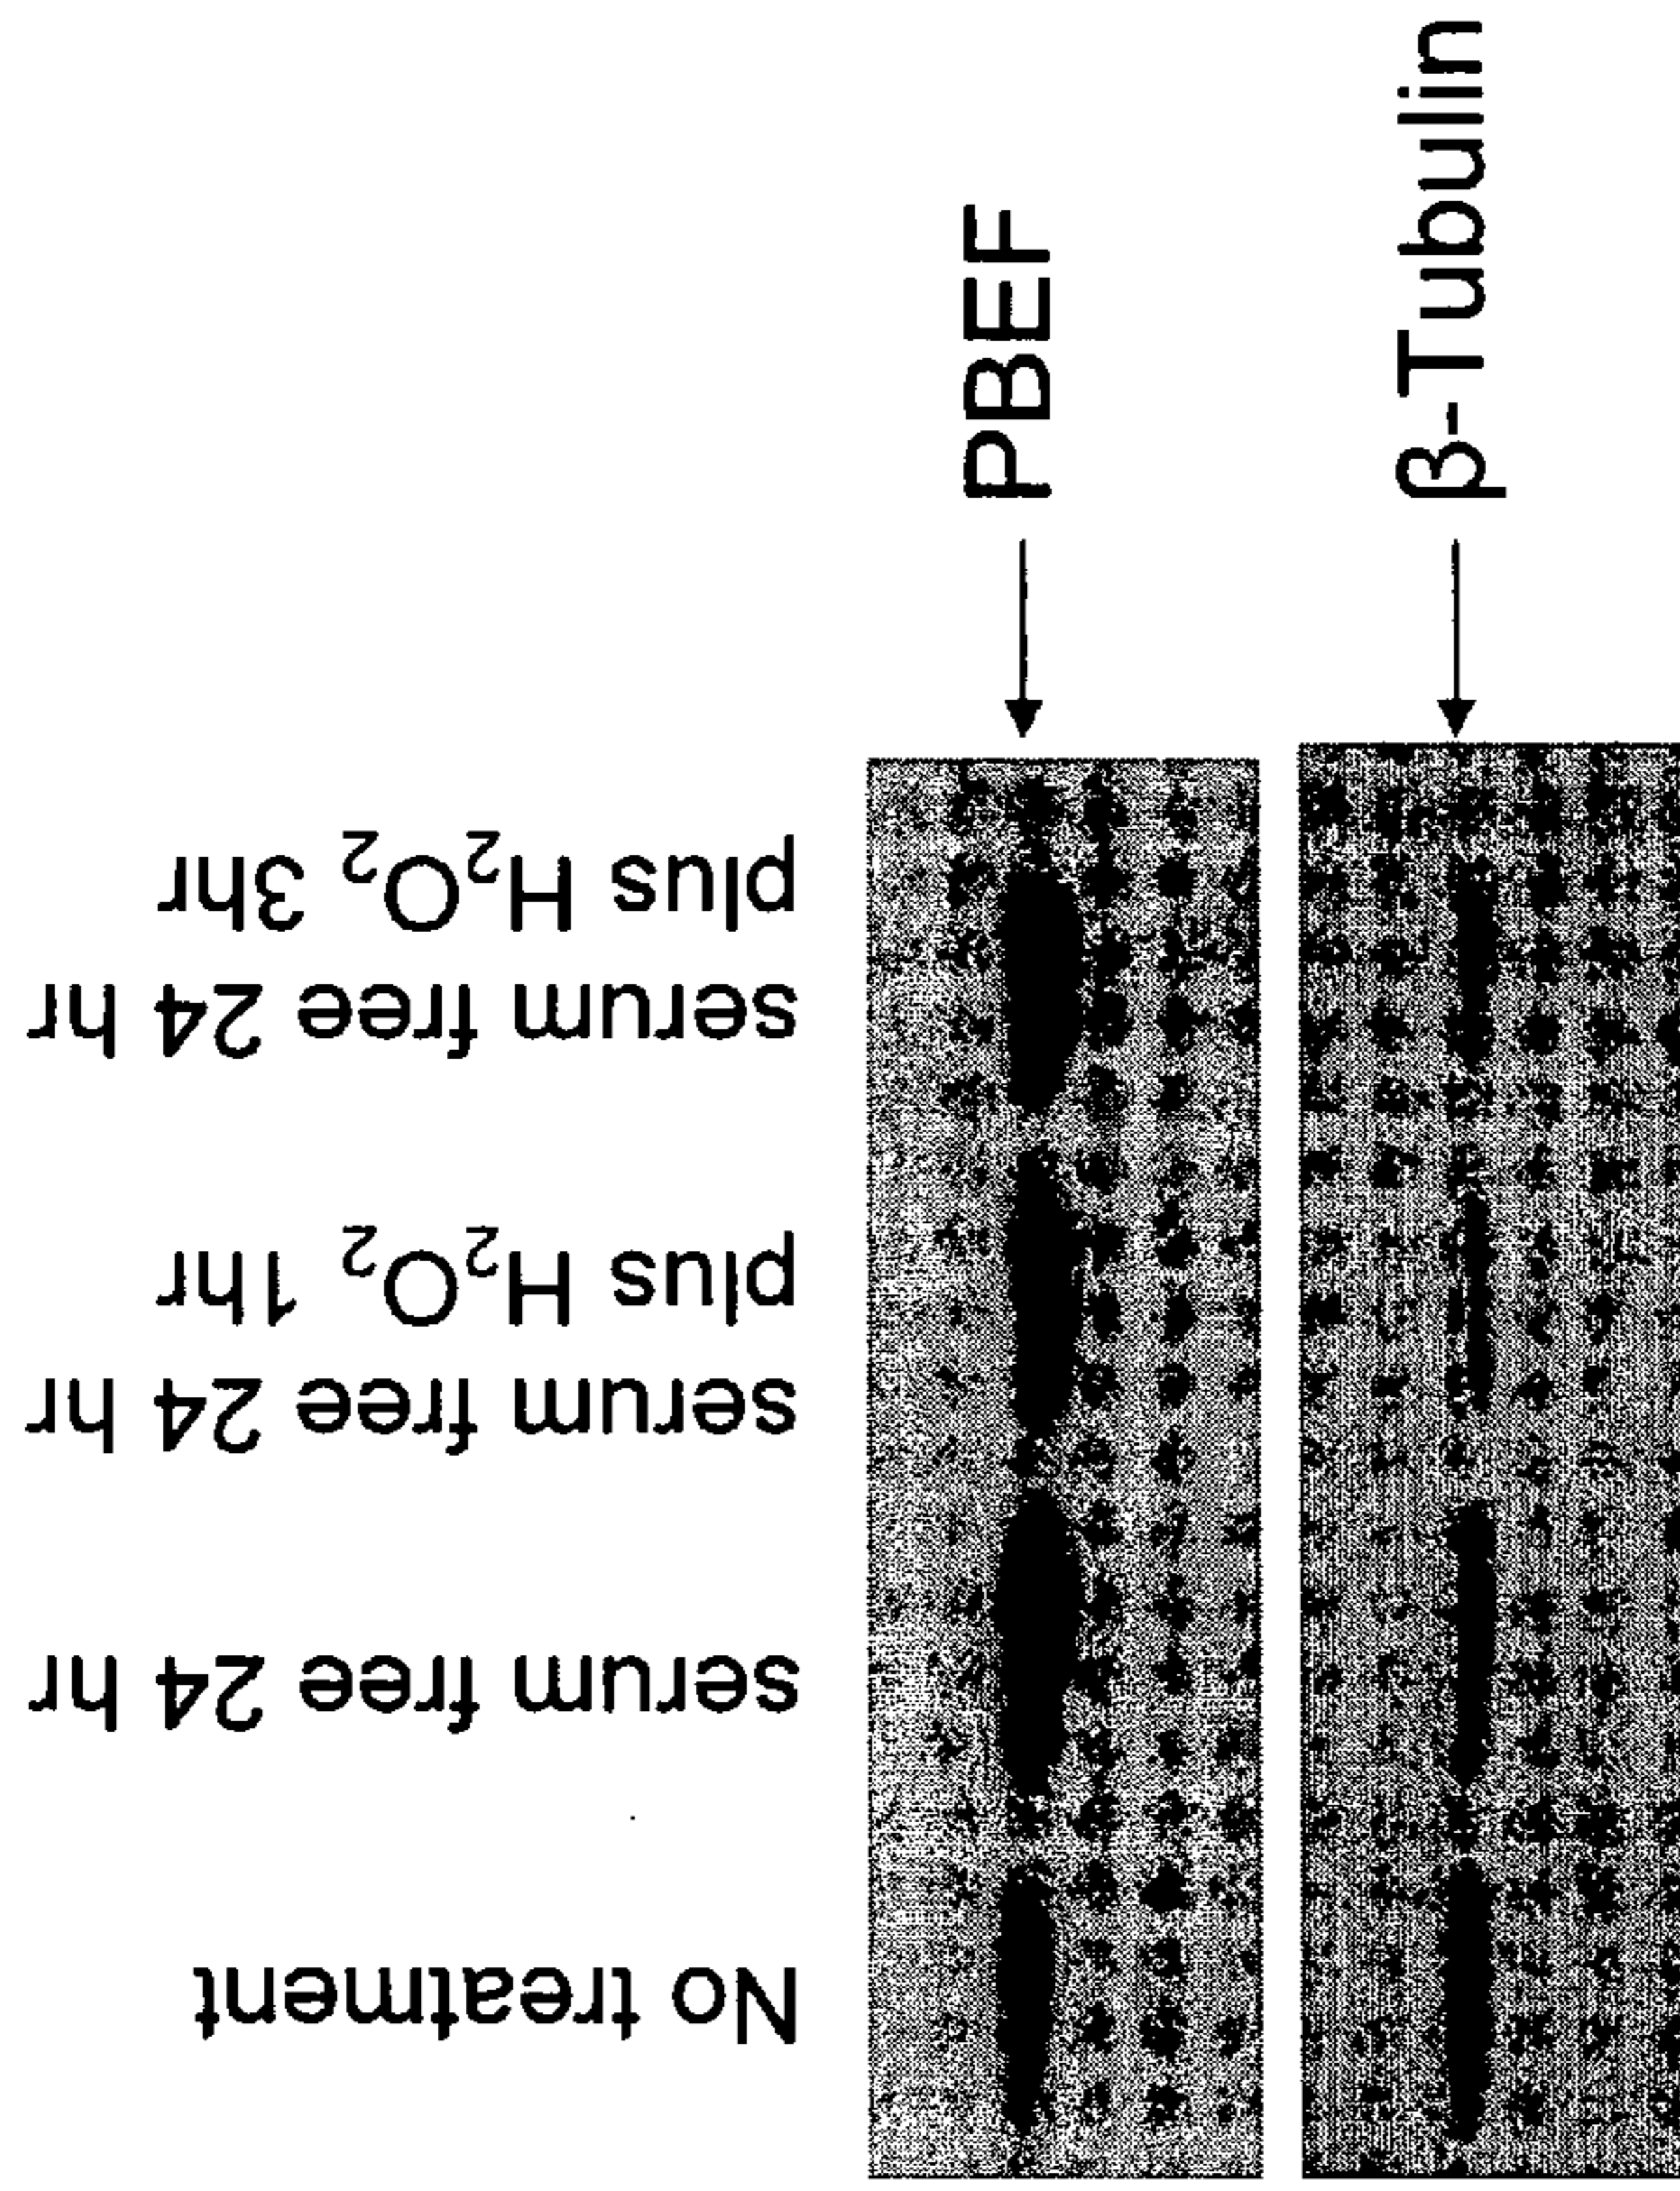 No treatment
serum free 24 hr
serum free 24 hr
plus H₂O₂ 1hr
serum free 24 hr
plus H₂O₂ 3hr
PBEF
β-Tubulin